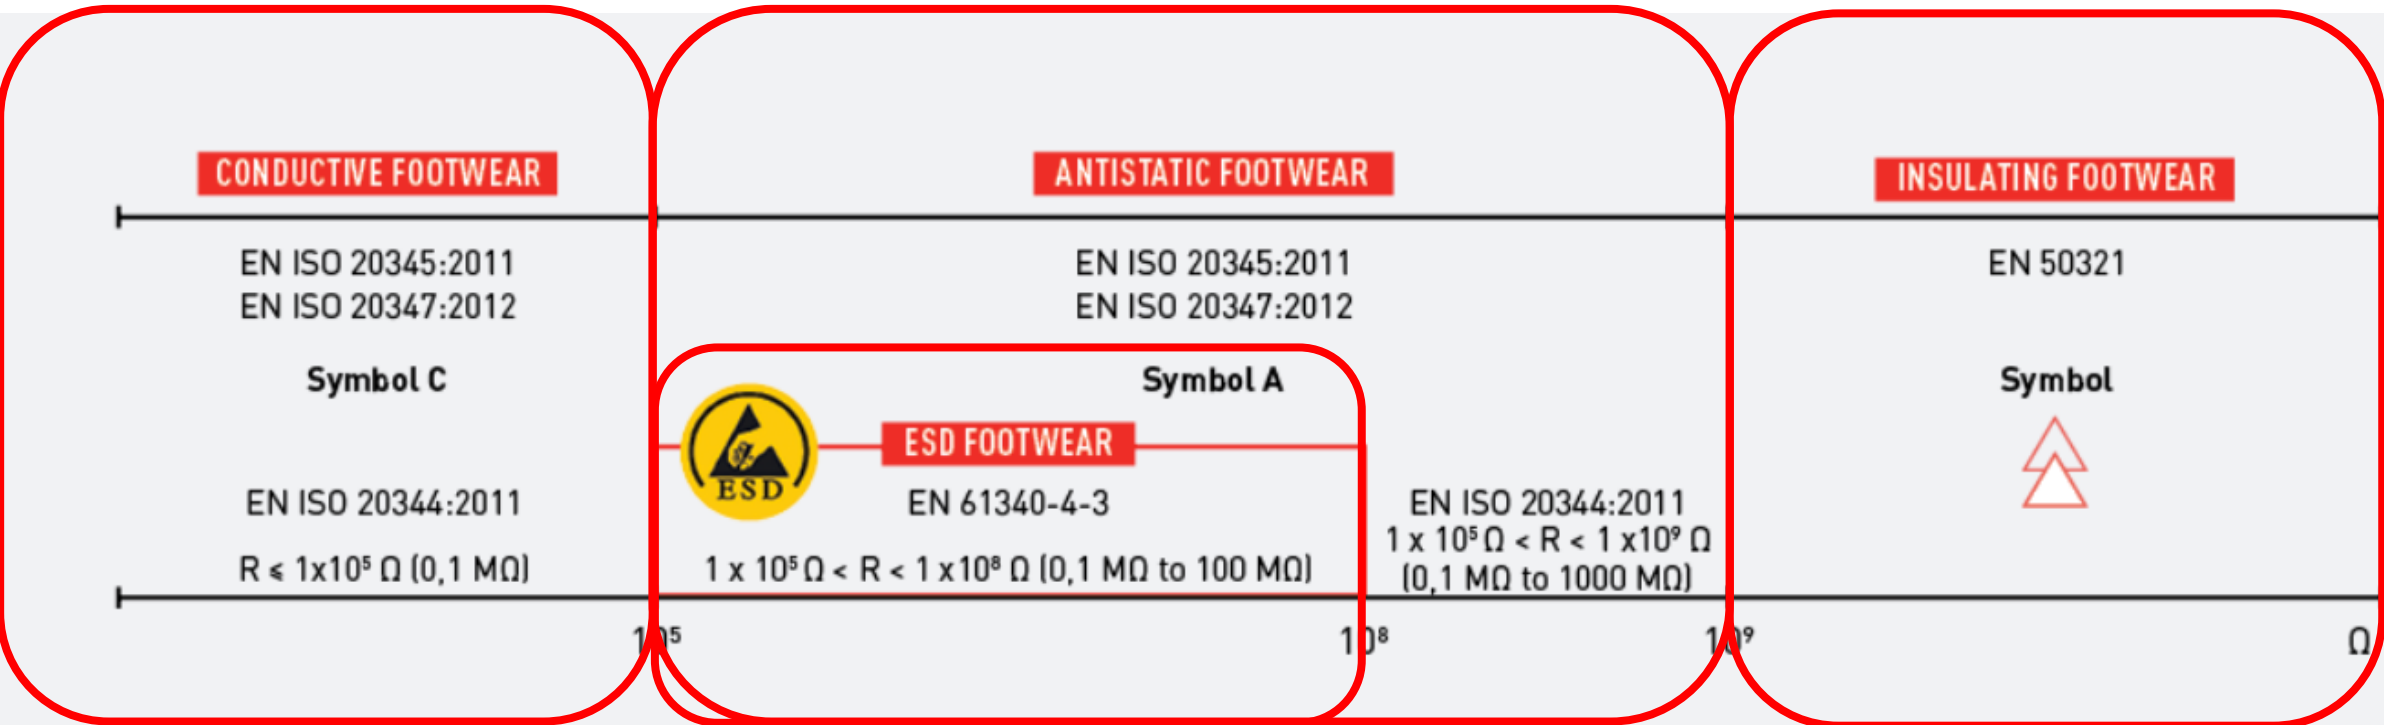 CONDUCTIVE FOOTWEAR
EN ISO 20345:2011
EN ISO 20347:2012
Symbol C
EN ISO 20344:2011
R ≤ 1x10⁵ Ω (0,1 MΩ)
ANTISTATIC FOOTWEAR
EN ISO 20345:2011
EN ISO 20347:2012
Symbol A
ESD
ESD FOOTWEAR
EN 61340-4-3
1 x 10⁵ Ω < R < 1 x10⁸ Ω (0,1 MΩ to 100 MΩ)
EN ISO 20344:2011
1 x 10⁵ Ω < R < 1 x10⁹ Ω
(0,1 MΩ to 1000 MΩ)
INSULATING FOOTWEAR
EN 50321
Symbol
10⁵
10⁸
10⁹
Ω